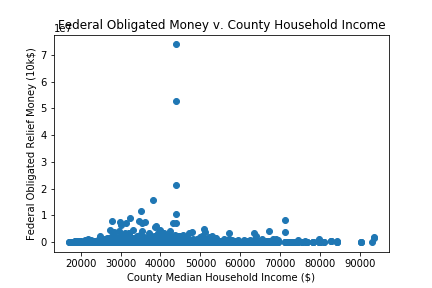 Federal Obligated Money v. County Household Income
1e7
7
6
5
4
3
2
1
0
Federal Obligated Relief Money (10k$)
20000 30000 40000 50000 60000 70000 80000 90000
County Median Household Income ($)